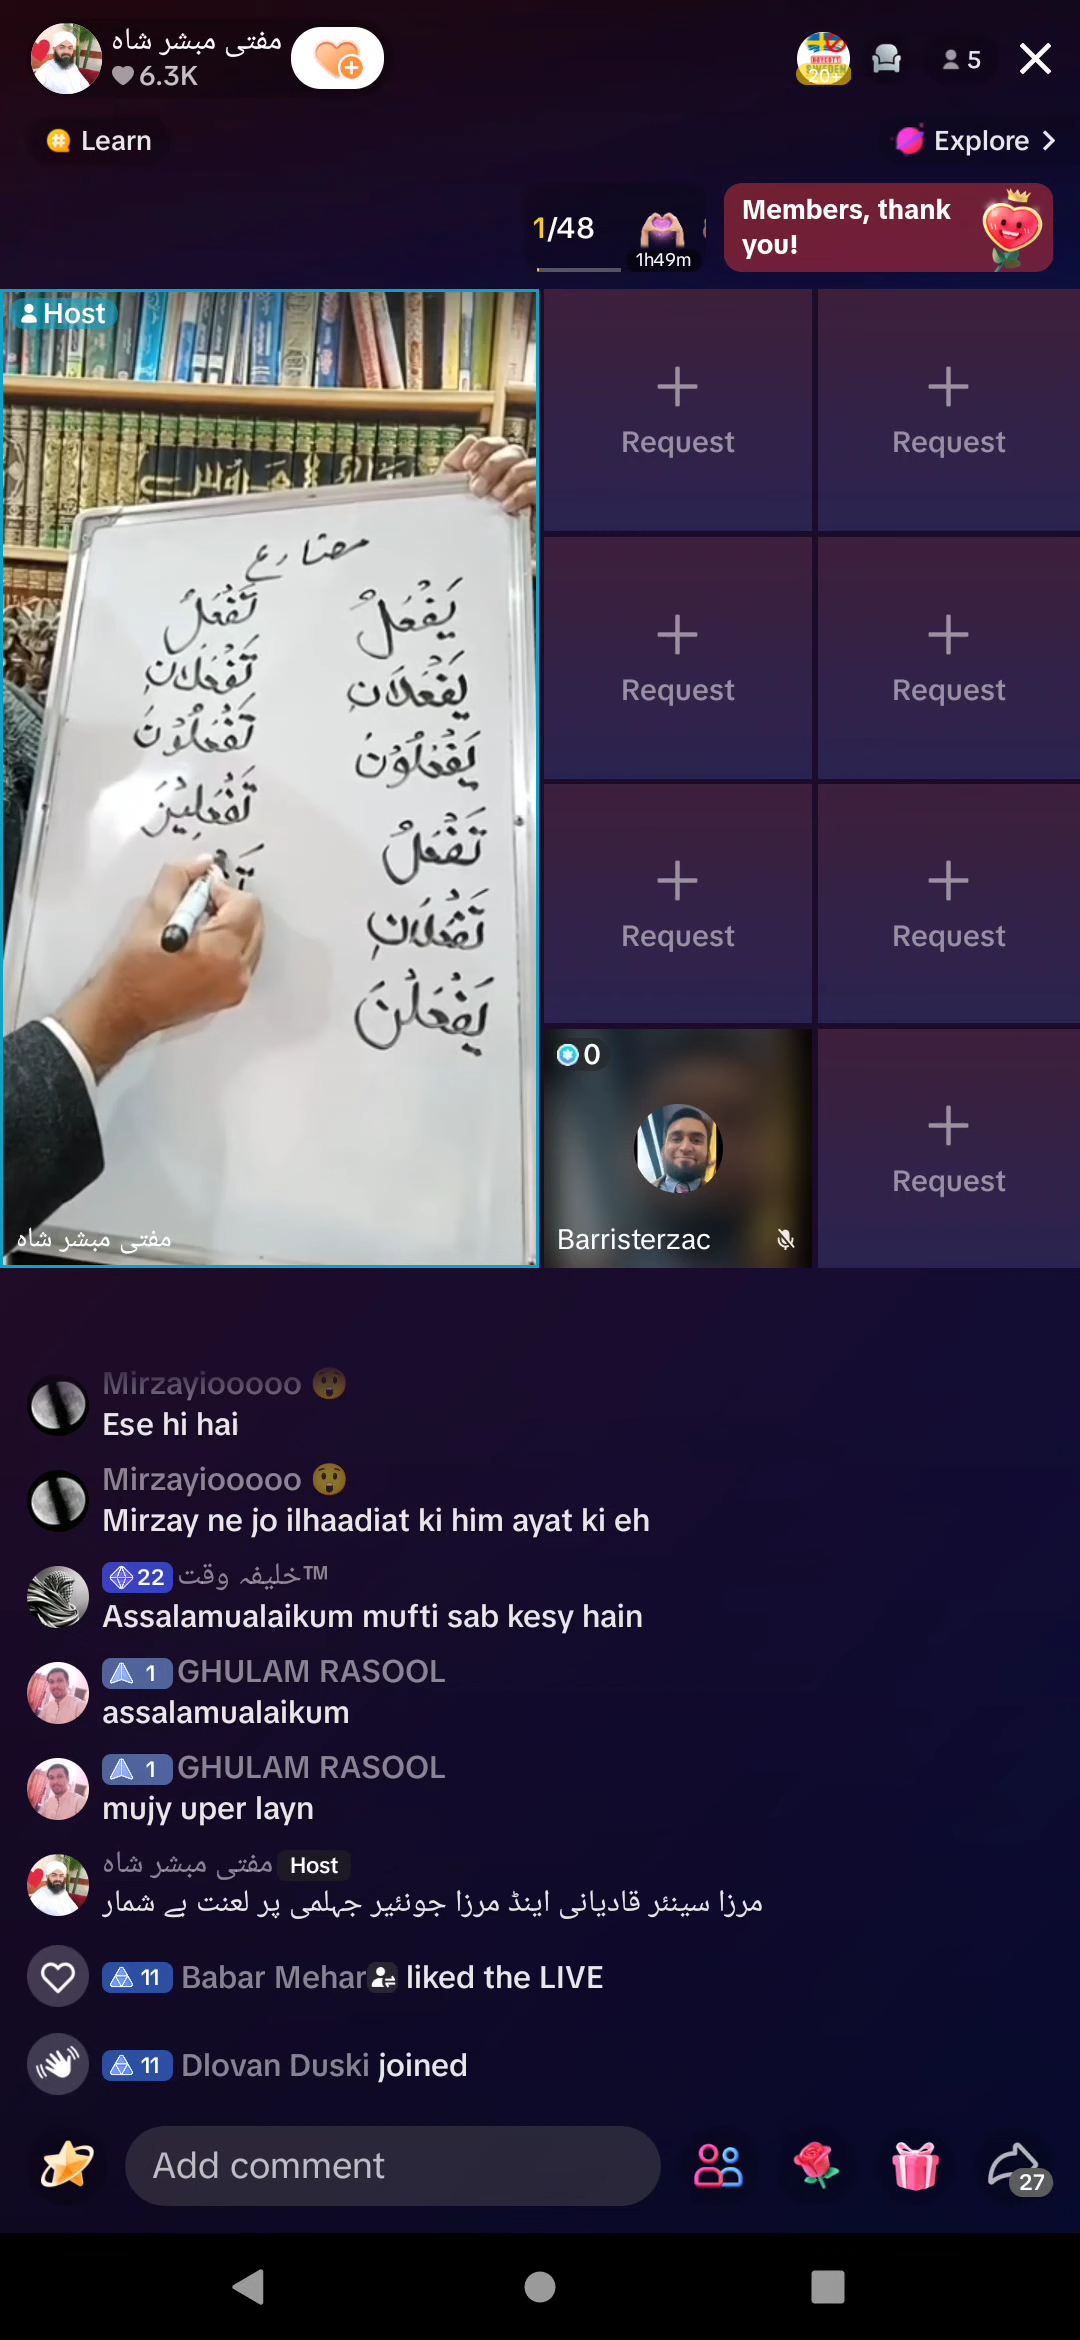 مفتی مبشر شاہ
6.3K
20+
5
Learn
Explore
1/48
1h49m
Members, thank
you!
Host
مضارع
يَفْعَلُ
يَفْعَلَانِ
يَفْعَلُوْنَ
تَفْعَلُ
تَفْعَلَانِ
يَفْعَلْنَ
تَفْعَلُ
تَفْعَلَانِ
تَفْعَلُوْنَ
تَفْعَلِيْنَ
مفتی مبشر شاہ
Request
Request
Request
Request
Request
Request
0
Barristerzac
Request
Mirzayiooooo 😲
Ese hi hai
Mirzayiooooo 😲
Mirzay ne jo ilhaadiat ki him ayat ki eh
22 خلیفہ وقت™
Assalamualaikum mufti sab kesy hain
1 GHULAM RASOOL
assalamualaikum
1 GHULAM RASOOL
mujy uper layn
مفتی مبشر شاہ Host
مرزا سینئر قادیانی اینڈ مرزا جونئیر جہلمی پر لعنت بے شمار
11 Babar Mehar liked the LIVE
11 Dlovan Duski joined
Add comment
27